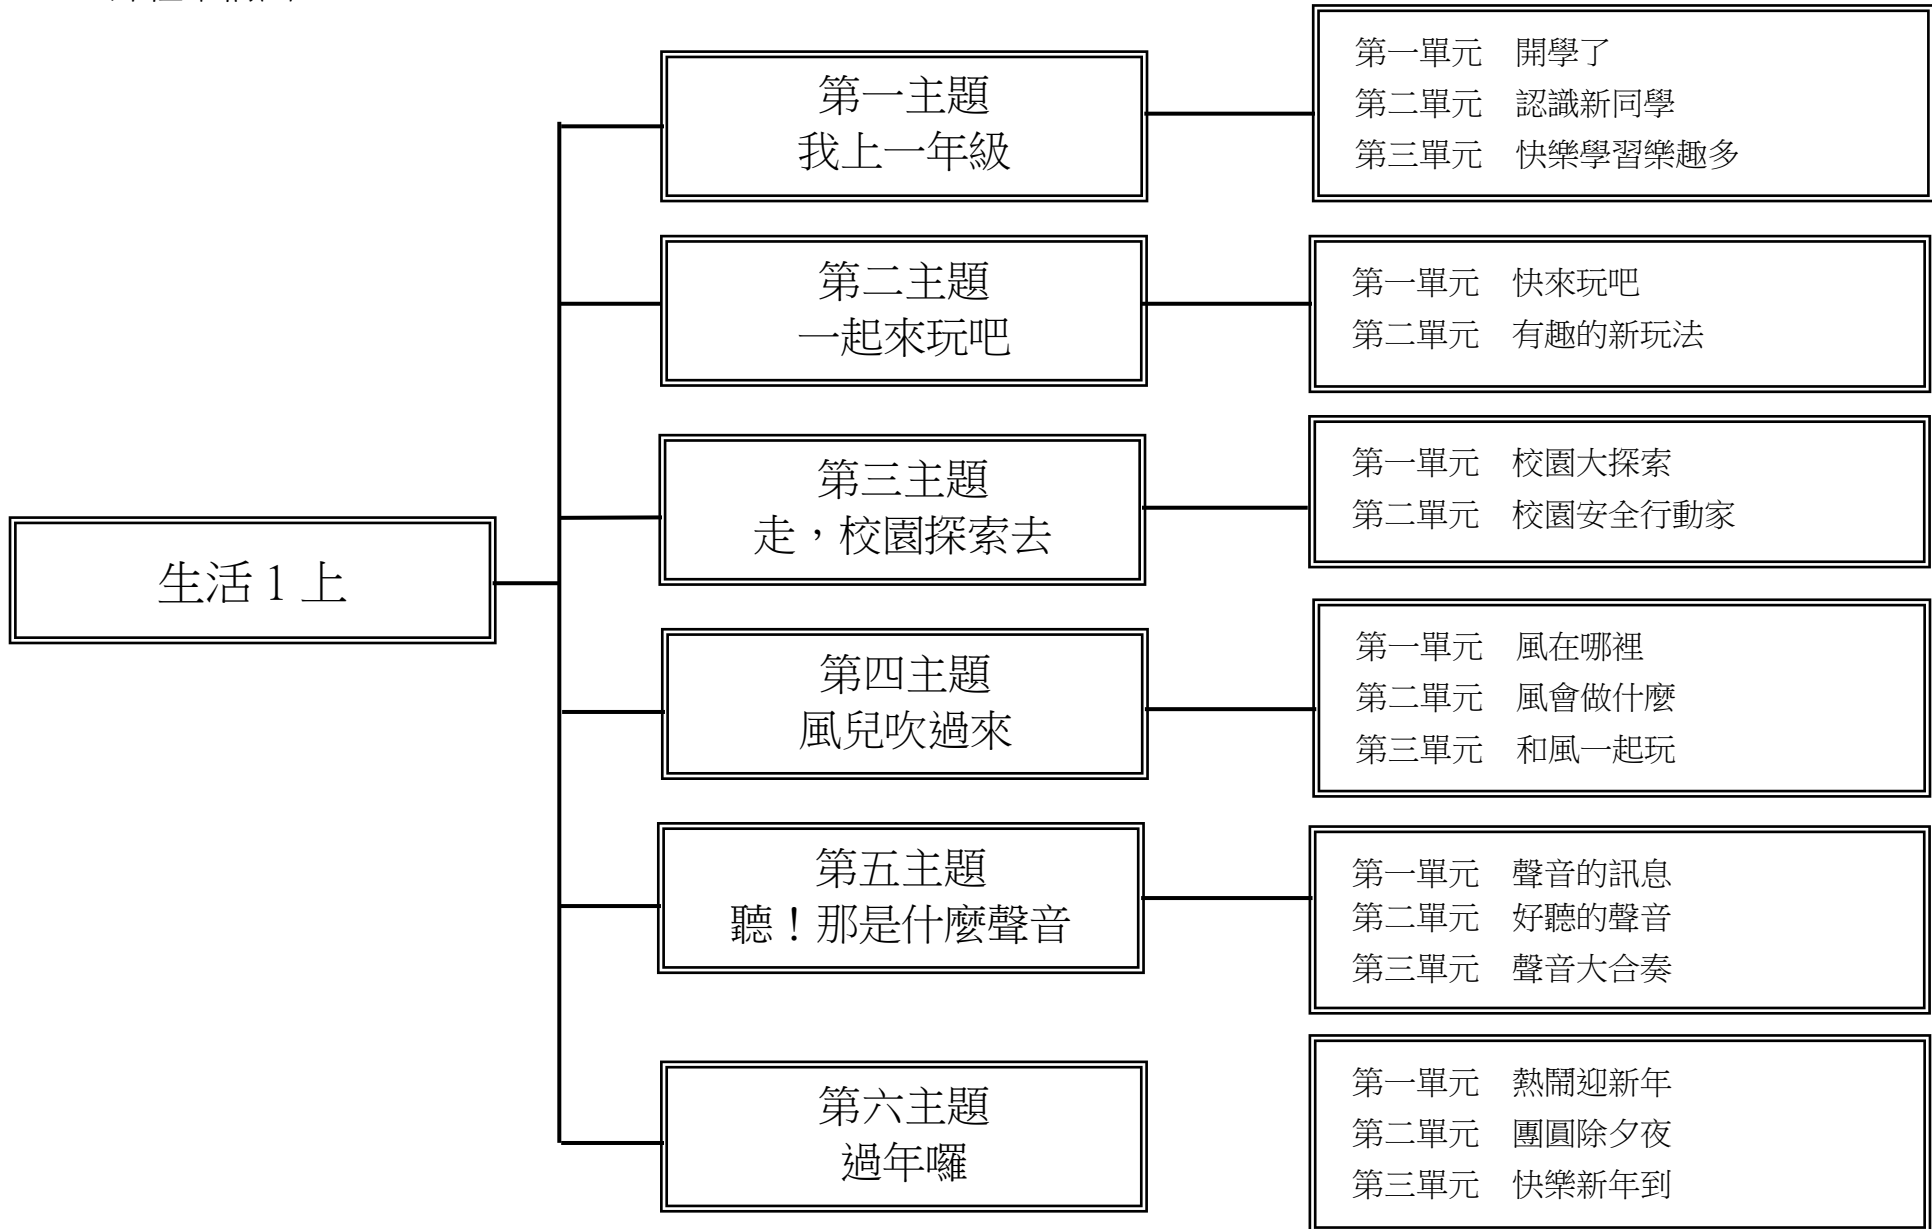 生活 1 上
第一主題
我上一年級
第一單元　開學了
第二單元　認識新同學
第三單元　快樂學習樂趣多
第二主題
一起來玩吧
第一單元　快來玩吧
第二單元　有趣的新玩法
第三主題
走，校園探索去
第一單元　校園大探索
第二單元　校園安全行動家
第四主題
風兒吹過來
第一單元　風在哪裡
第二單元　風會做什麼
第三單元　和風一起玩
第五主題
聽！那是什麼聲音
第一單元　聲音的訊息
第二單元　好聽的聲音
第三單元　聲音大合奏
第六主題
過年囉
第一單元　熱鬧迎新年
第二單元　團圓除夕夜
第三單元　快樂新年到